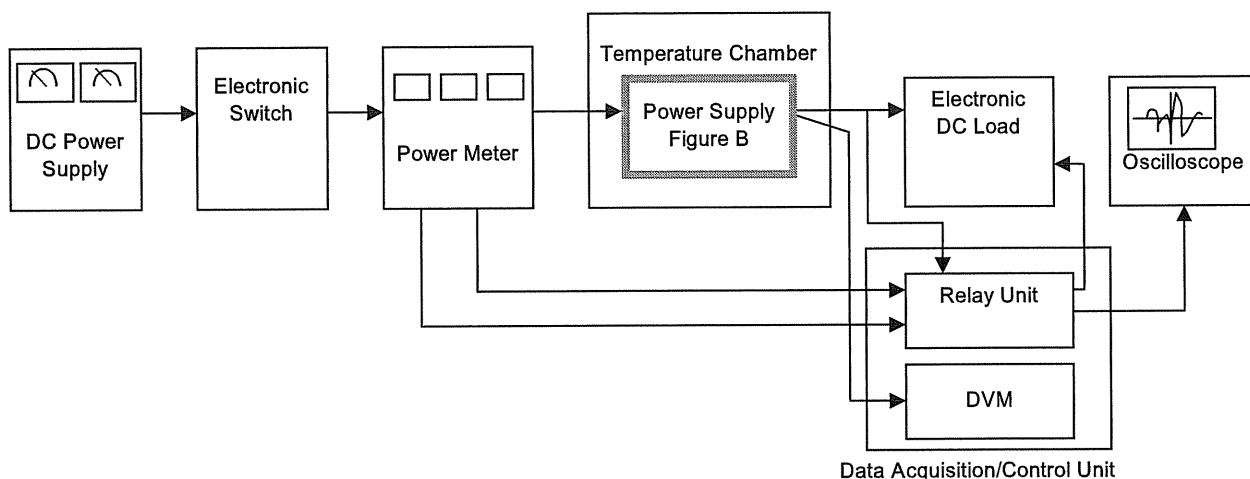 DC Power
Supply
Electronic
Switch
Power Meter
Temperature Chamber
Power Supply
Figure B
Electronic
DC Load
Oscilloscope
Relay Unit
DVM
Data Acquisition/Control Unit